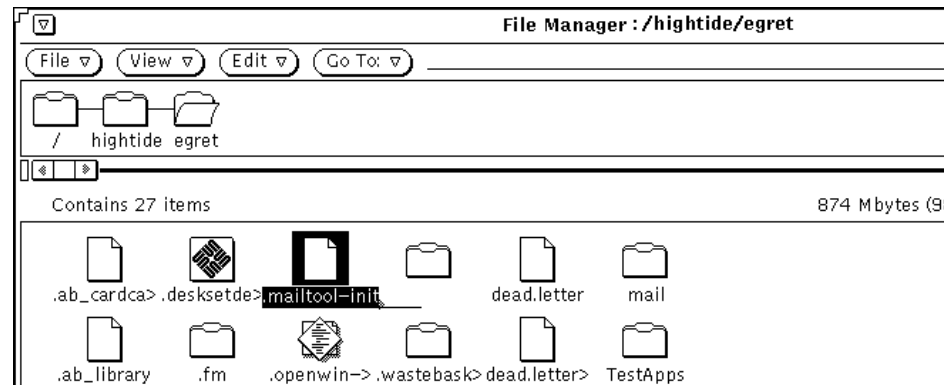 File Manager : /hightide/egret
File View Edit Go To:
/ hightide egret
Contains 27 items 874 Mbytes (9
.ab_cardca> .desksetde> .mailtool-init dead.letter mail
.ab_library .fm .openwin-> .wastebask> dead.letter> TestApps